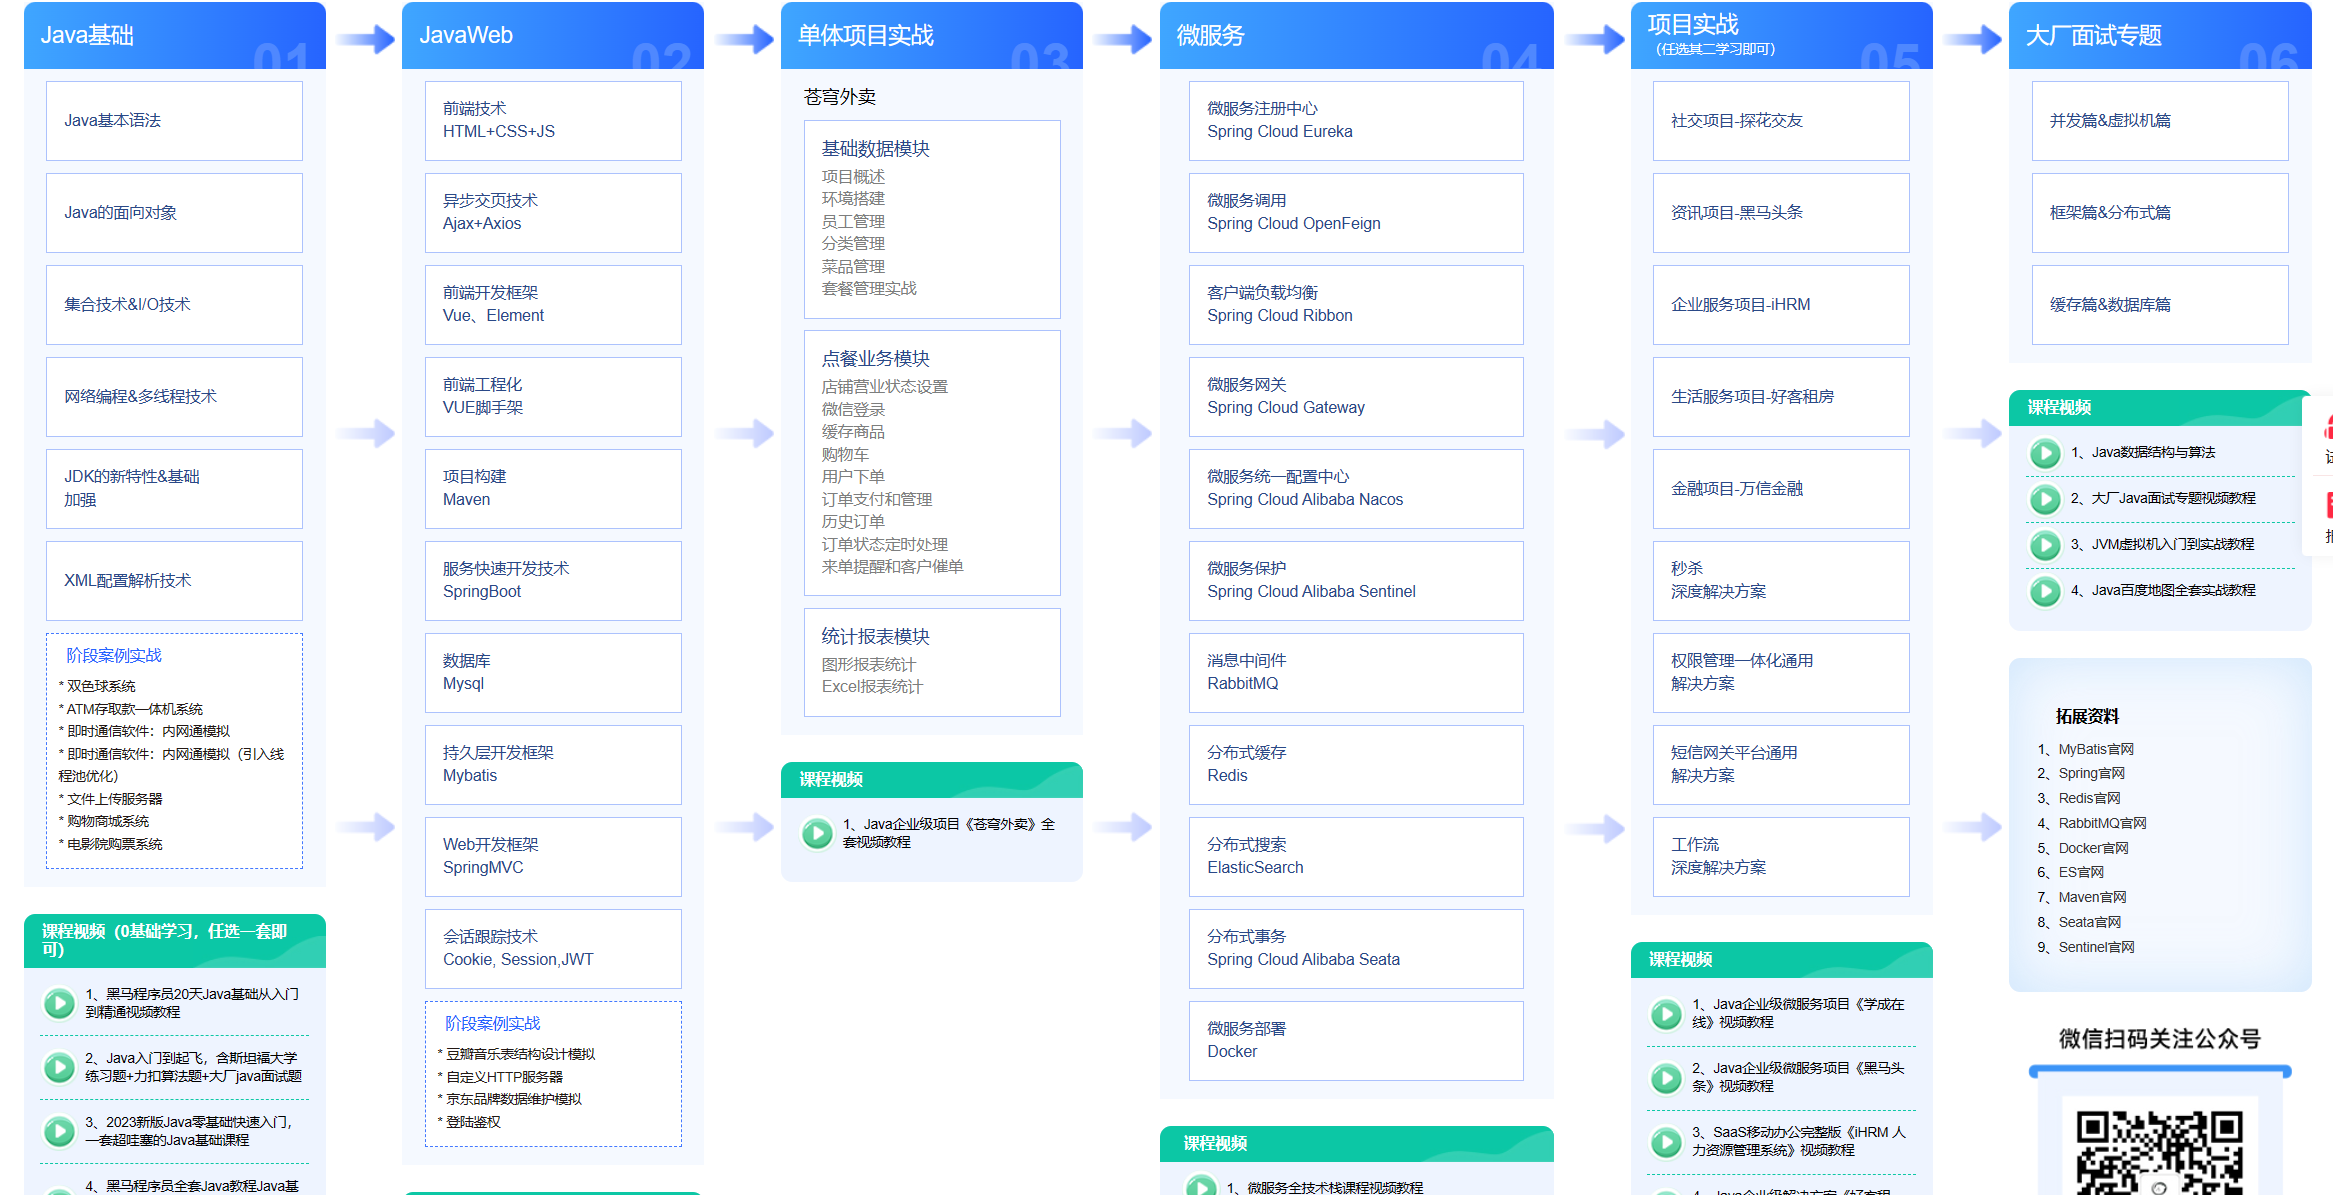 Java基础
01
Java基本语法
Java的面向对象
集合技术&I/O技术
网络编程&多线程技术
JDK的新特性&基础
加强
XML配置解析技术
阶段案例实战
* 双色球系统
* ATM存取款一体机系统
* 即时通信软件：内网通模拟
* 即时通信软件：内网通模拟（引入线
程池优化）
* 文件上传服务器
* 购物商城系统
* 电影院购票系统
课程视频（0基础学习，任选一套即
可）
1、黑马程序员20天Java基础从入门
到精通视频教程
2、Java入门到起飞，含斯坦福大学
练习题+力扣算法题+大厂java面试题
3、2023新版Java零基础快速入门，
一套超哇塞的Java基础课程
4、黑马程序员全套Java教程Java基
JavaWeb
02
前端技术
HTML+CSS+JS
异步交页技术
Ajax+Axios
前端开发框架
Vue、Element
前端工程化
VUE脚手架
项目构建
Maven
服务快速开发技术
SpringBoot
数据库
Mysql
持久层开发框架
Mybatis
Web开发框架
SpringMVC
会话跟踪技术
Cookie, Session,JWT
阶段案例实战
* 豆瓣音乐表结构设计模拟
* 自定义HTTP服务器
* 京东品牌数据维护模拟
* 登陆鉴权
单体项目实战
03
苍穹外卖
基础数据模块
项目概述
环境搭建
员工管理
分类管理
菜品管理
套餐管理实战
点餐业务模块
店铺营业状态设置
微信登录
缓存商品
购物车
用户下单
订单支付和管理
历史订单
订单状态定时处理
来单提醒和客户催单
统计报表模块
图形报表统计
Excel报表统计
课程视频
1、Java企业级项目《苍穹外卖》全
套视频教程
微服务
04
微服务注册中心
Spring Cloud Eureka
微服务调用
Spring Cloud OpenFeign
客户端负载均衡
Spring Cloud Ribbon
微服务网关
Spring Cloud Gateway
微服务统一配置中心
Spring Cloud Alibaba Nacos
微服务保护
Spring Cloud Alibaba Sentinel
消息中间件
RabbitMQ
分布式缓存
Redis
分布式搜索
ElasticSearch
分布式事务
Spring Cloud Alibaba Seata
微服务部署
Docker
课程视频
1、微服务全技术栈课程视频教程
项目实战
（任选其二学习即可）
05
社交项目-探花交友
资讯项目-黑马头条
企业服务项目-iHRM
生活服务项目-好客租房
金融项目-万信金融
秒杀
深度解决方案
权限管理一体化通用
解决方案
短信网关平台通用
解决方案
工作流
深度解决方案
课程视频
1、Java企业级微服务项目《学成在
线》视频教程
2、Java企业级微服务项目《黑马头
条》视频教程
3、SaaS移动办公完整版《iHRM 人
力资源管理系统》视频教程
4、Java企业级解决方案《好客租
大厂面试专题
06
并发篇&虚拟机篇
框架篇&分布式篇
缓存篇&数据库篇
课程视频
1、Java数据结构与算法
2、大厂Java面试专题视频教程
3、JVM虚拟机入门到实战教程
4、Java百度地图全套实战教程
拓展资料
1、MyBatis官网
2、Spring官网
3、Redis官网
4、RabbitMQ官网
5、Docker官网
6、ES官网
7、Maven官网
8、Seata官网
9、Sentinel官网
微信扫码关注公众号